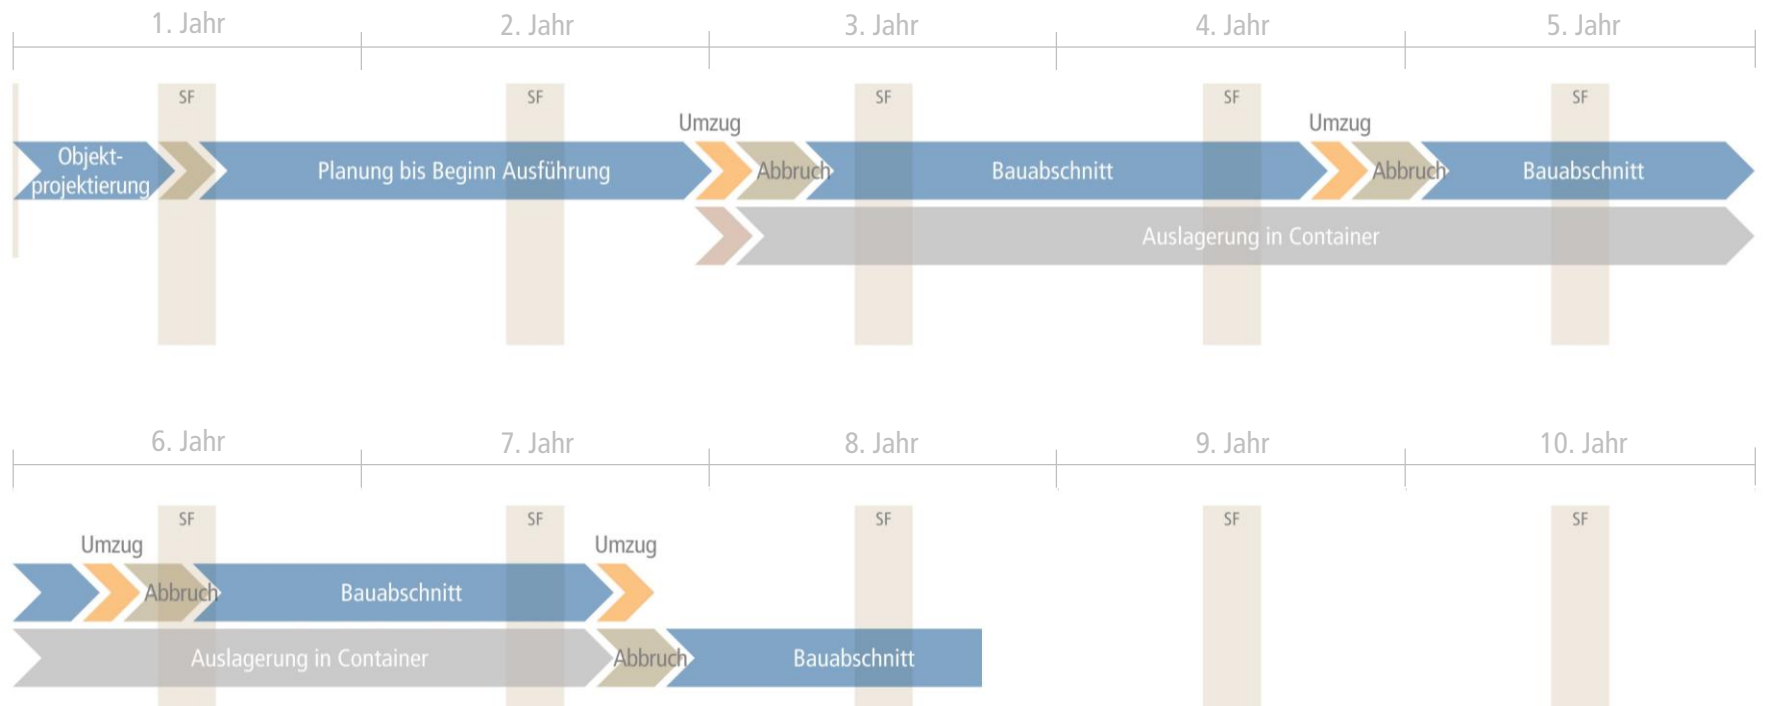 1. Jahr 2. Jahr 3. Jahr 4. Jahr 5. Jahr
SF SF SF SF SF
Umzug Umzug
Objekt-
projektierung Planung bis Beginn Ausführung Abbruch Bauabschnitt Abbruch Bauabschnitt
Auslagerung in Container
6. Jahr 7. Jahr 8. Jahr 9. Jahr 10. Jahr
SF SF SF SF SF
Umzug Umzug
Abbruch Bauabschnitt
Auslagerung in Container Abbruch Bauabschnitt